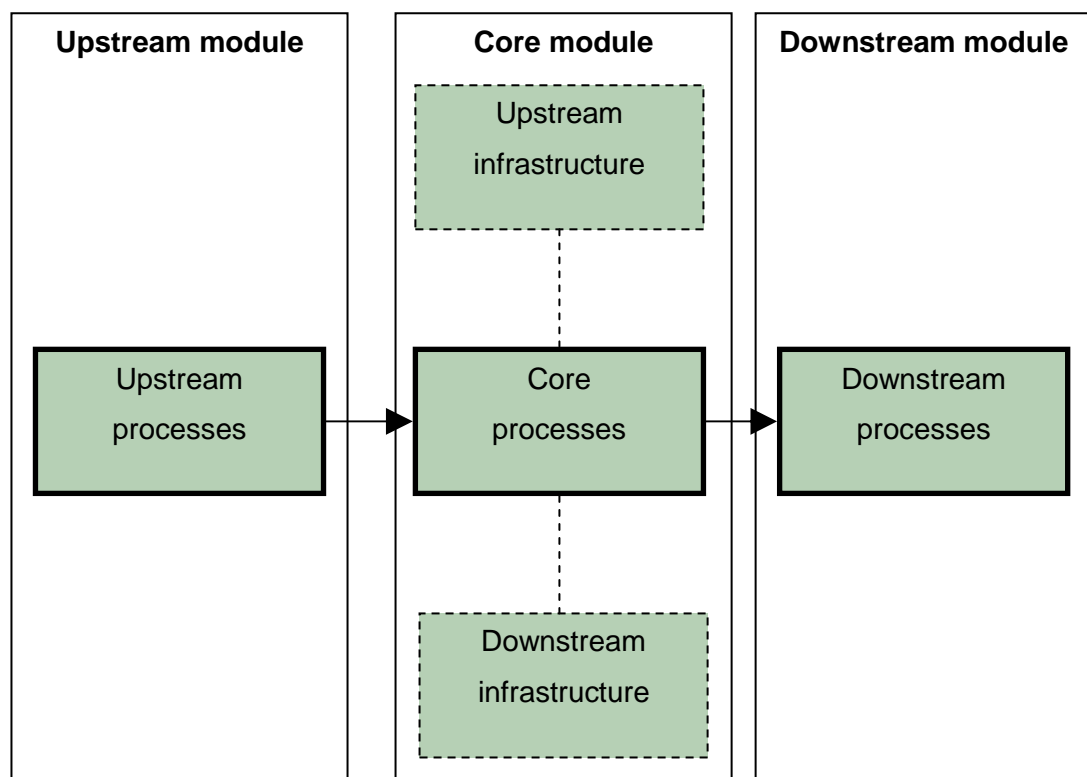 Upstream module
Core module
Downstream module
Upstream
infrastructure
Upstream
processes
Core
processes
Downstream
processes
Downstream
infrastructure